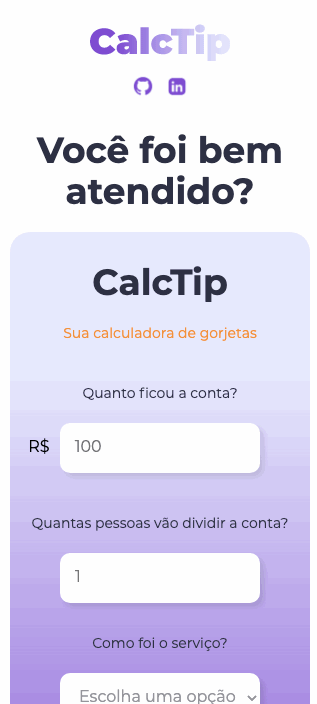 CalcTip
Você foi bem
atendido?
CalcTip
Sua calculadora de gorjetas
Quanto ficou a conta?
R$ 100
Quantas pessoas vão dividir a conta?
1
Como foi o serviço?
Escolha uma opção